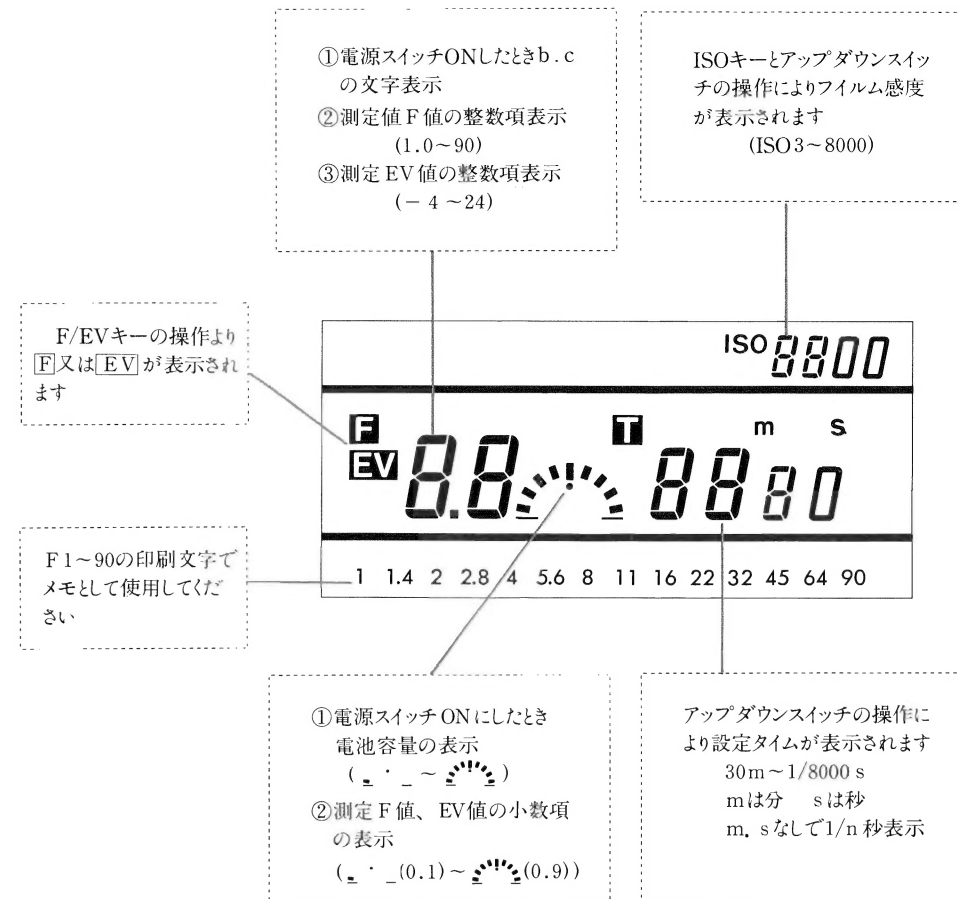 ①電源スイッチONしたときb.c
の文字表示
②測定値F値の整数項表示
(1.0~90)
③測定EV値の整数項表示
(−4~24)
ISOキーとアップダウンスイッ
チの操作によりフイルム感度
が表示されます
(ISO3~8000)
F/EVキーの操作より
F又はEVが表示され
ます
ISO 8800
F
EV
8.8
T
m
s
88 80
F1~90の印刷文字で
メモとして使用してくだ
さい
1 1.4 2 2.8 4 5.6 8 11 16 22 32 45 64 90
①電源スイッチONにしたとき
電池容量の表示
( ~ )
②測定F値、EV値の小数項
の表示
( (0.1)~ (0.9))
アップダウンスイッチの操作に
より設定タイムが表示されます
30m~1/8000s
mは分 sは秒
m. sなしで1/n秒表示